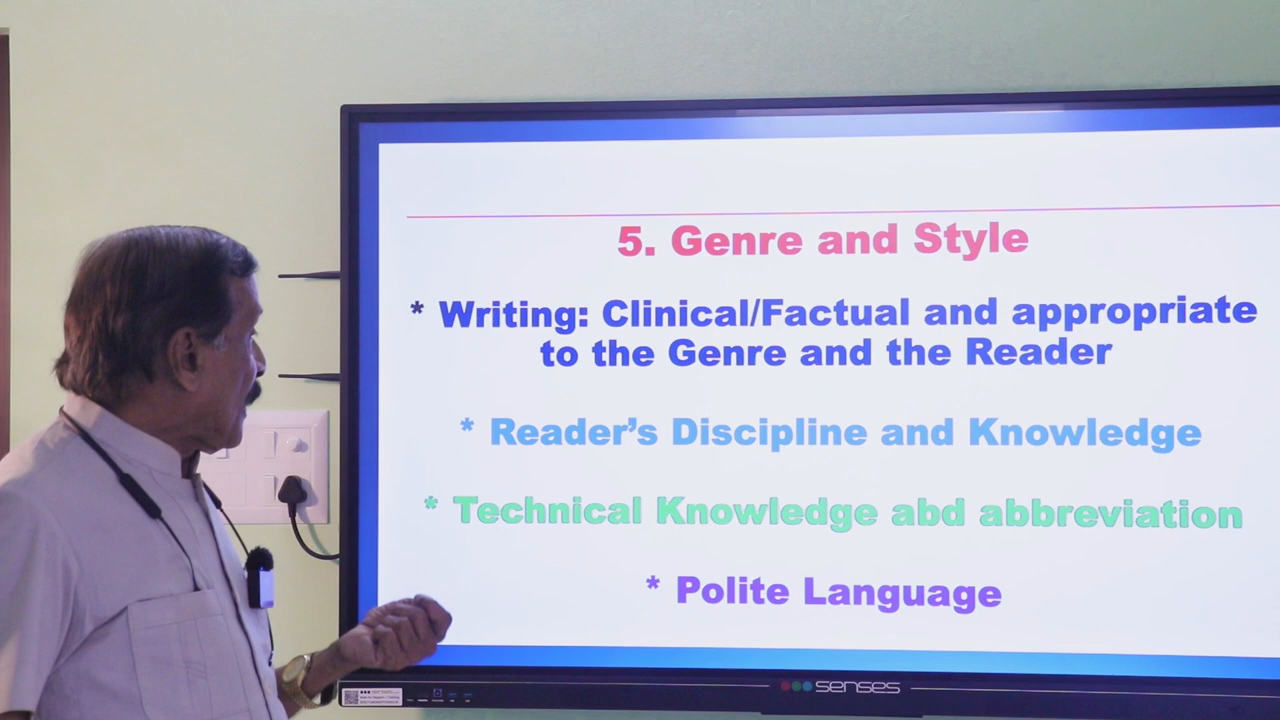 5. Genre and Style
* Writing: Clinical/Factual and appropriate
to the Genre and the Reader
* Reader’s Discipline and Knowledge
* Technical Knowledge abd abbreviation
* Polite Language
senses